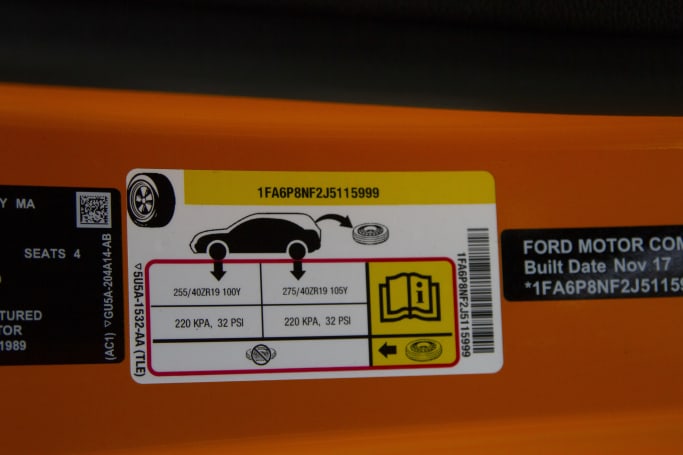 Y MA
SEATS 4
TURED
TOR
1989
(AC1) ▽GU5A-204A14-AB
▽6U5A-1532-AA (TLE)
1FA6P8NF2J5115999
255/40ZR19 100Y
275/40ZR19 105Y
220 KPA, 32 PSI
220 KPA, 32 PSI
i
1FA6P8NF2J5115999
FORD MOTOR COM
Built Date Nov 17
*1FA6P8NF2J51159